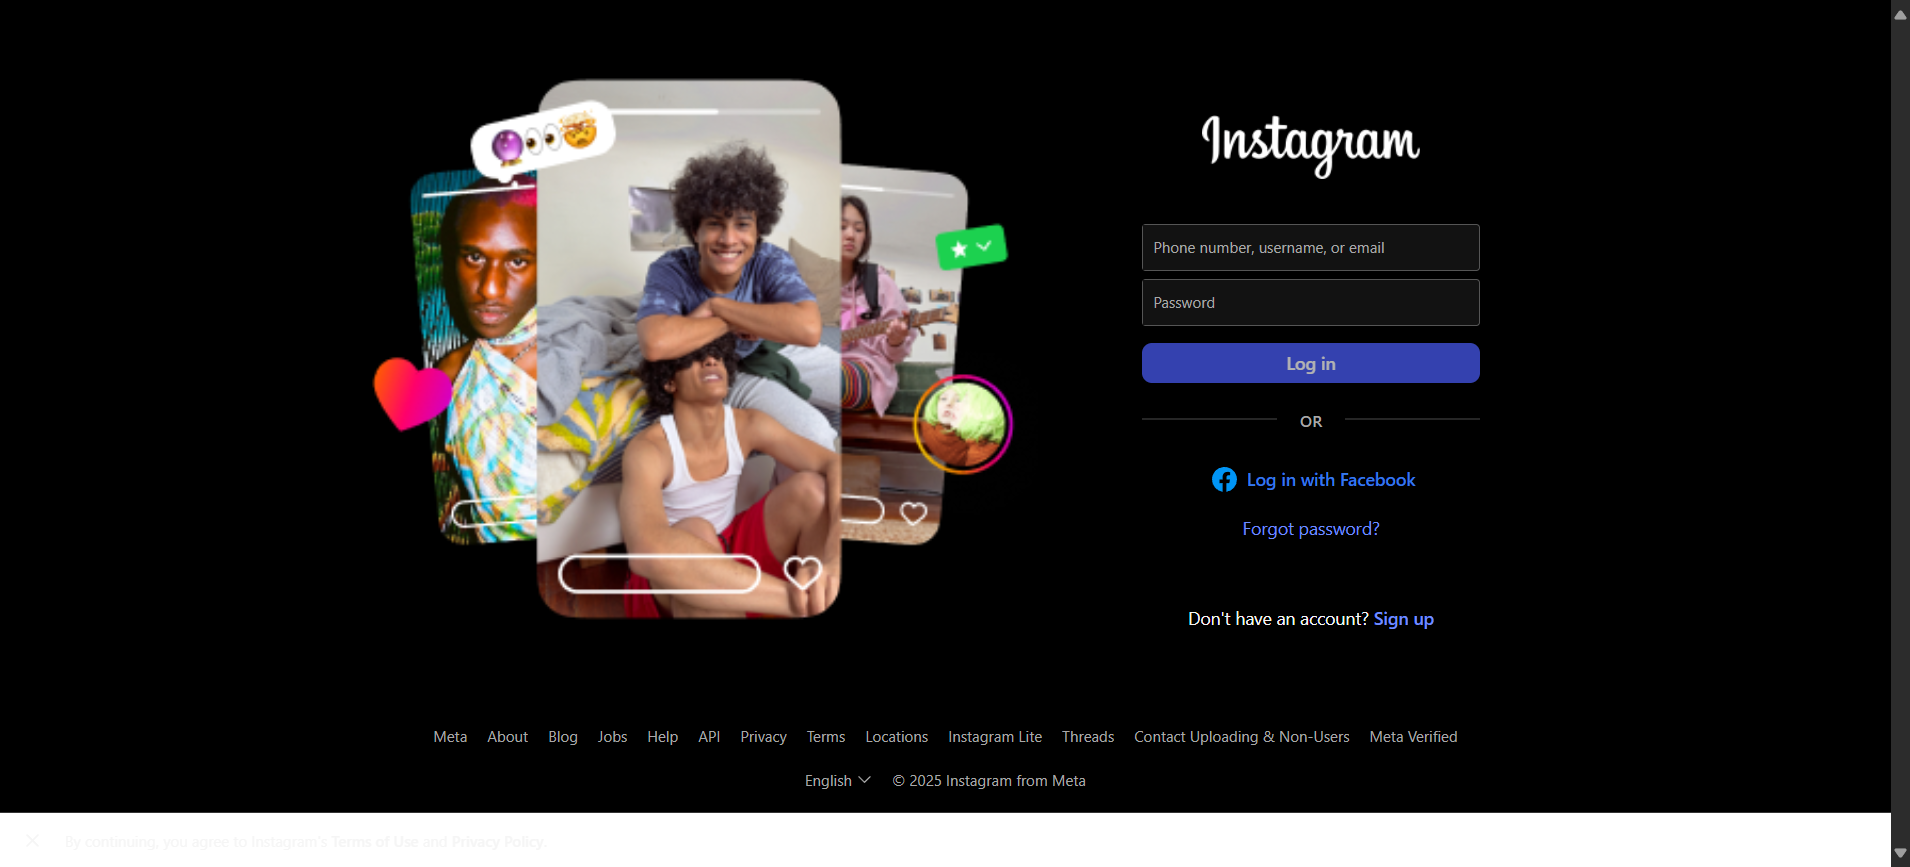 Instagram
Phone number, username, or email
Password
Log in
OR
Log in with Facebook
Forgot password?
Don't have an account? Sign up
Meta About Blog Jobs Help API Privacy Terms Locations Instagram Lite Threads Contact Uploading & Non-Users Meta Verified
English © 2025 Instagram from Meta
By continuing, you agree to Instagram's Terms of Use and Privacy Policy.